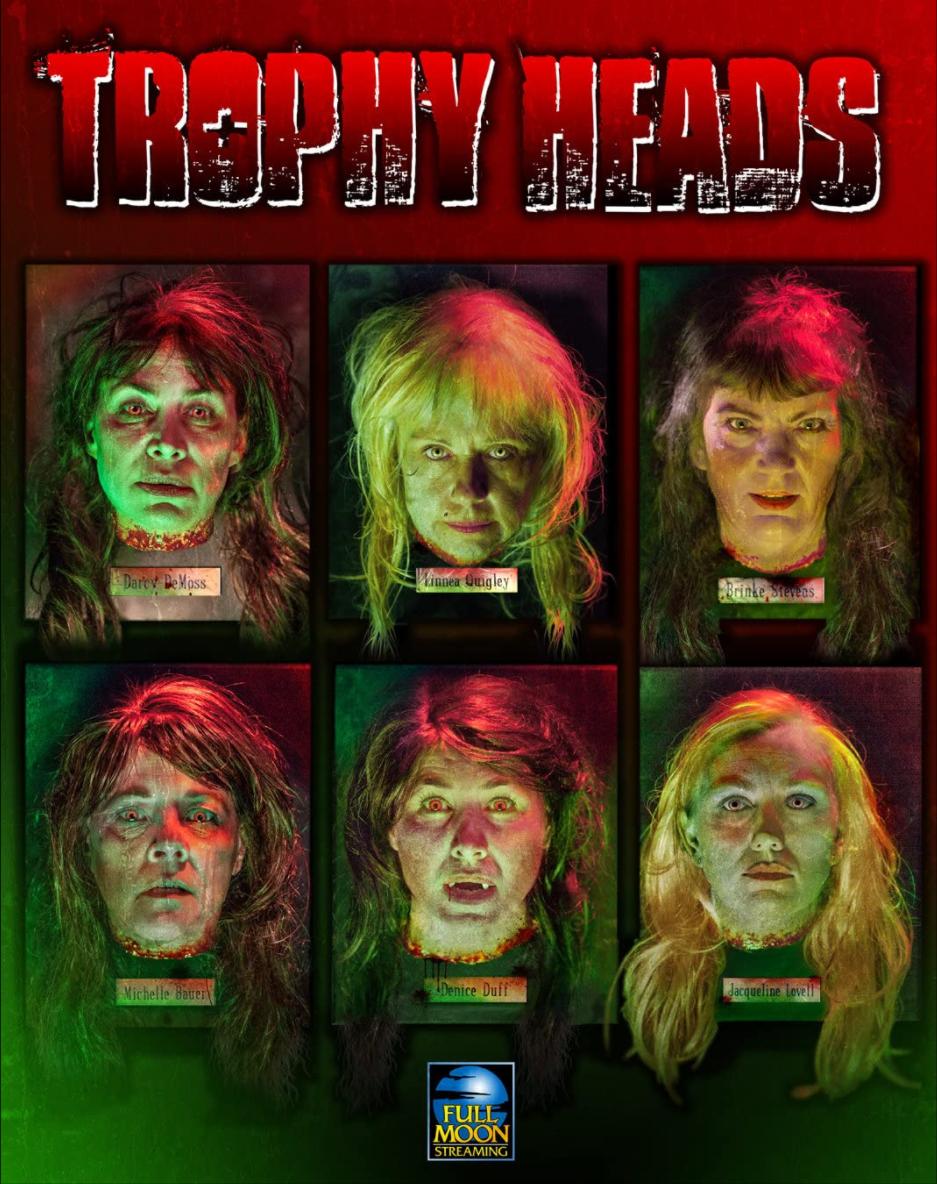 TROPHY HEADS
Darcy DeMoss
Linnea Quigley
Brinke Stevens
Michelle Bauer
Denice Duff
Jacqueline Lovell
FULL
MOON
STREAMING